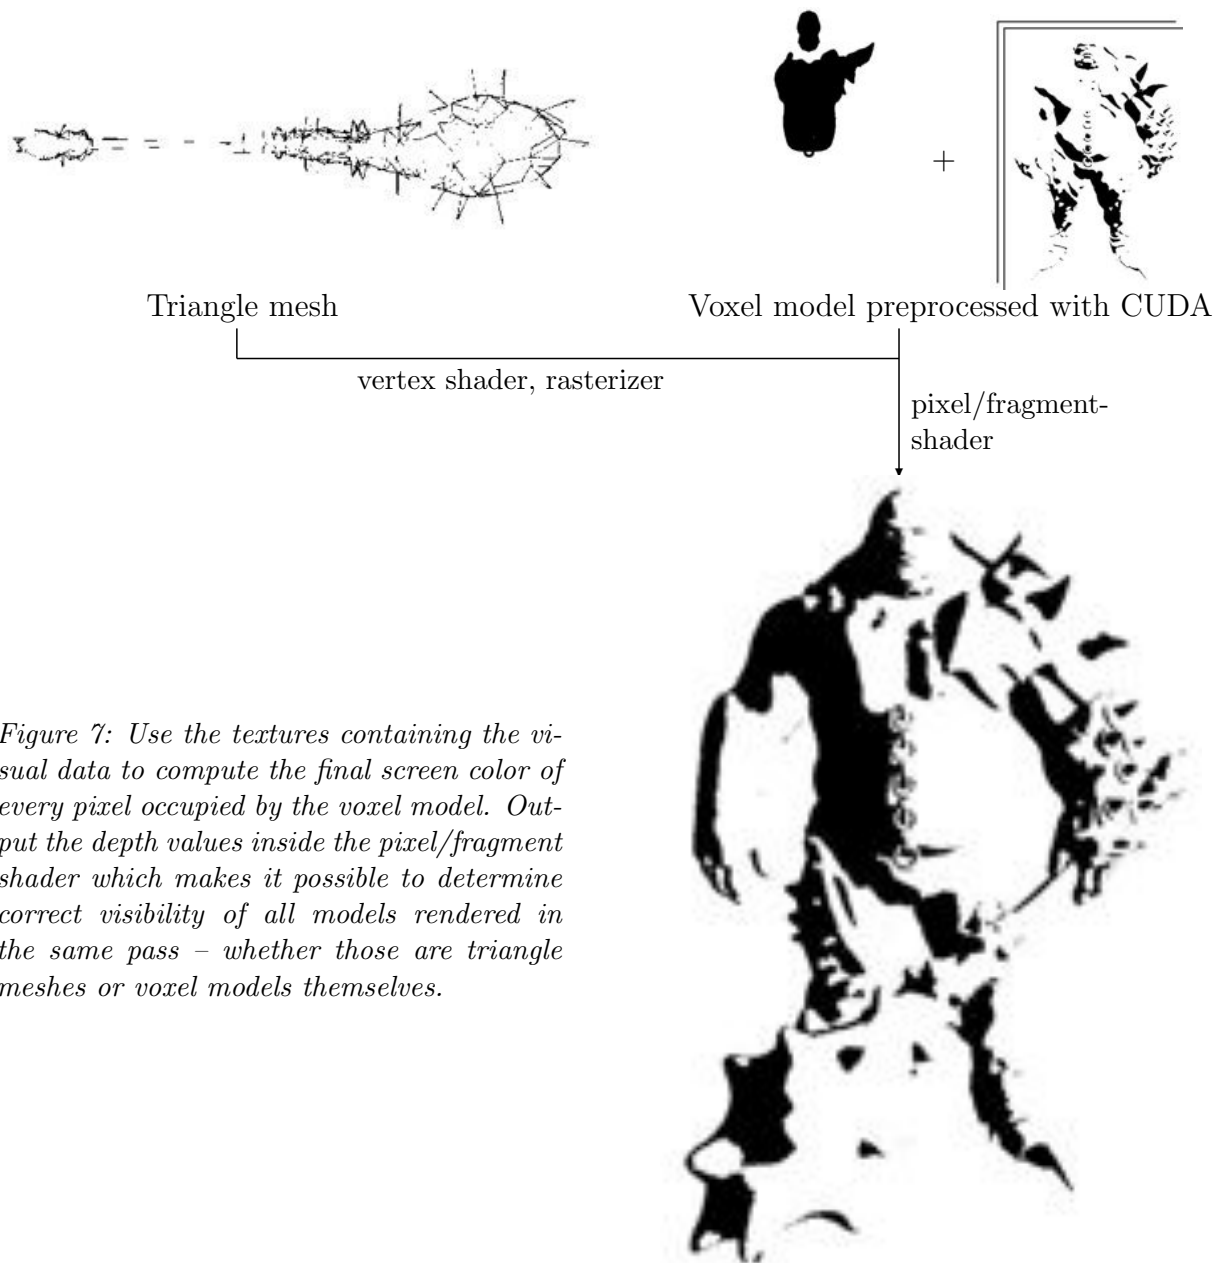 +
Triangle mesh
Voxel model preprocessed with CUDA
vertex shader, rasterizer
pixel/fragment-
shader
Figure 7: Use the textures containing the vi-
sual data to compute the final screen color of
every pixel occupied by the voxel model. Out-
put the depth values inside the pixel/fragment
shader which makes it possible to determine
correct visibility of all models rendered in
the same pass – whether those are triangle
meshes or voxel models themselves.